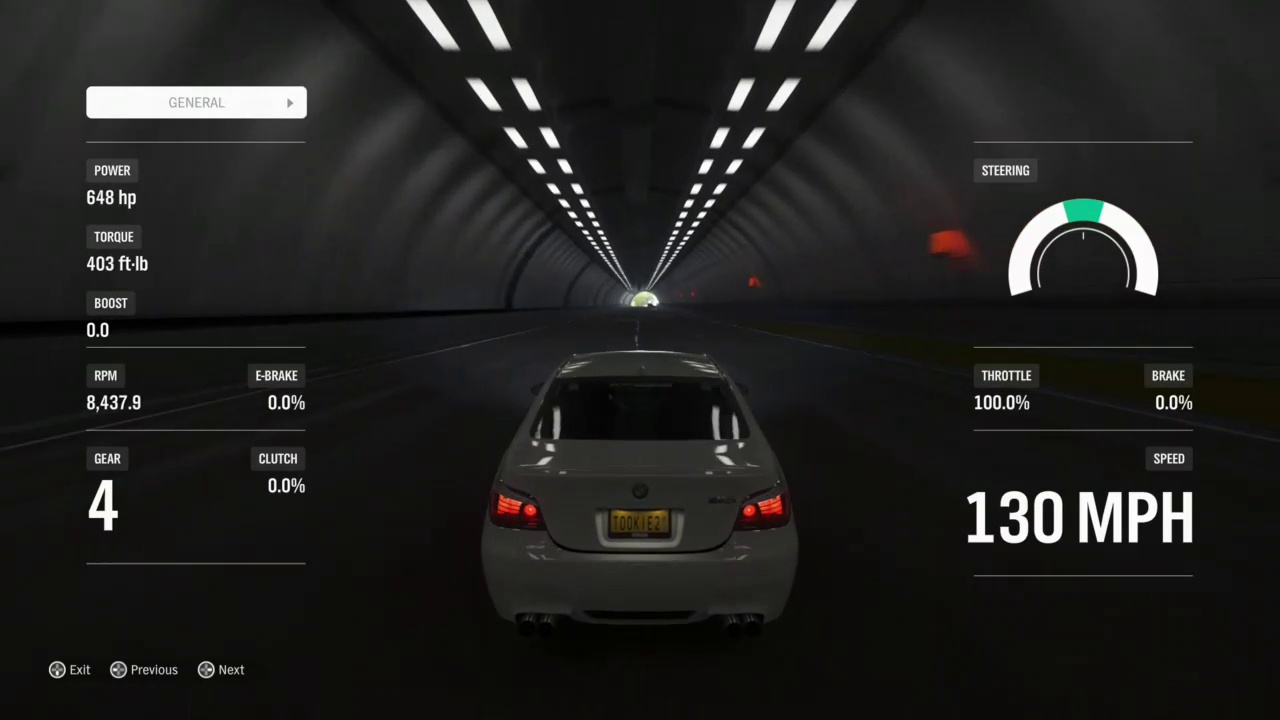 GENERAL
POWER
648 hp
TORQUE
403 ft·lb
BOOST
0.0
RPM
E-BRAKE
8,437.9
0.0%
GEAR
CLUTCH
4
0.0%
STEERING
THROTTLE
BRAKE
100.0%
0.0%
SPEED
130 MPH
TOOKIE2
Exit
Previous
Next